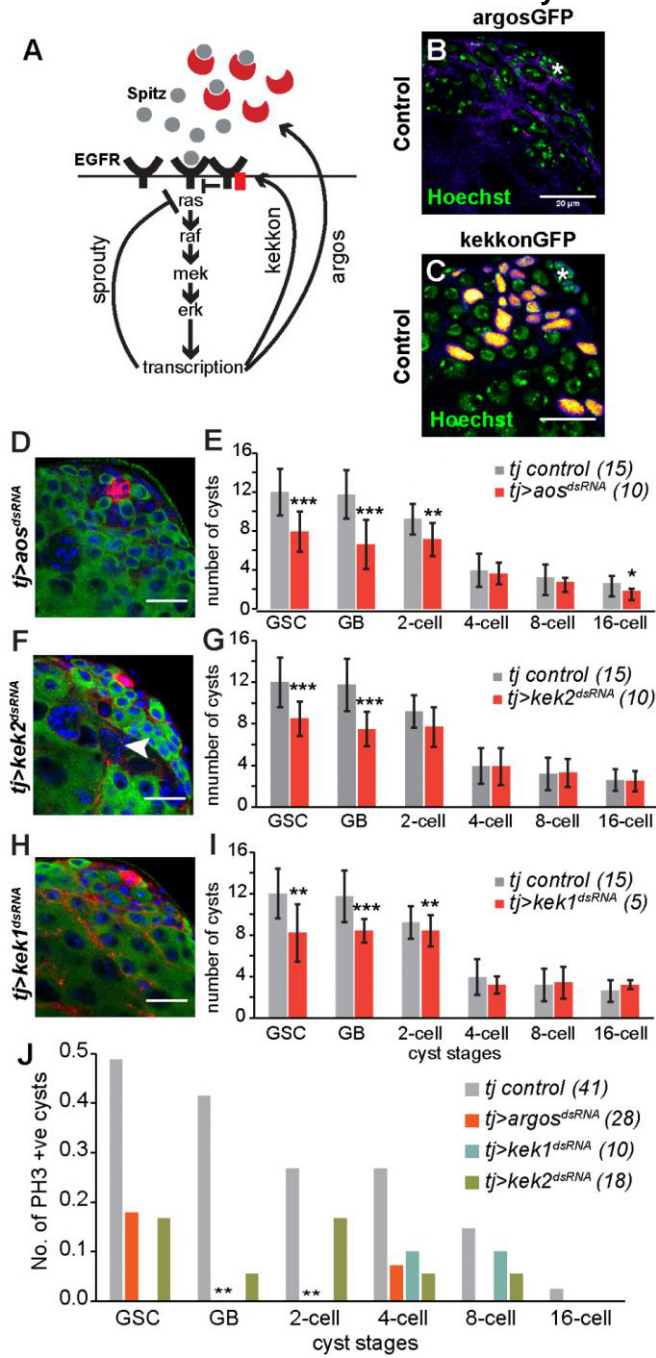 argosGFP
A
B
*
Spitz
Control
EGFR
Hoechst
20 µm
ras
raf
mek
erk
transcription
sprouty
kekkon
argos
kekkonGFP
C
*
Control
Hoechst
D
tj>aos^dsRNA
E
number of cysts
16
12
8
4
0
tj control (15)
tj>aos^dsRNA (10)
*** *** ** *
GSC GB 2-cell 4-cell 8-cell 16-cell
F
tj>kek2^dsRNA
G
nnumber of cysts
12
8
4
0
tj control (15)
tj>kek2^dsRNA (10)
*** ***
GSC GB 2-cell 4-cell 8-cell 16-cell
H
tj>kek1^dsRNA
I
number of cysts
16
12
8
4
0
tj control (15)
tj>kek1^dsRNA (5)
** *** **
GSC GB 2-cell 4-cell 8-cell 16-cell
cyst stages
J
No. of PH3 +ve cysts
0.5
0.4
0.3
0.2
0.1
0.0
tj control (41)
tj>argos^dsRNA (28)
tj>kek1^dsRNA (10)
tj>kek2^dsRNA (18)
** **
GSC GB 2-cell 4-cell 8-cell 16-cell
cyst stages